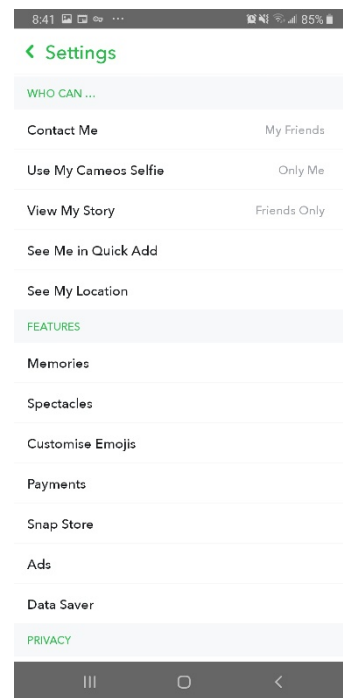 8:41 85%
Settings
WHO CAN ...
Contact Me My Friends
Use My Cameos Selfie Only Me
View My Story Friends Only
See Me in Quick Add
See My Location
FEATURES
Memories
Spectacles
Customise Emojis
Payments
Snap Store
Ads
Data Saver
PRIVACY